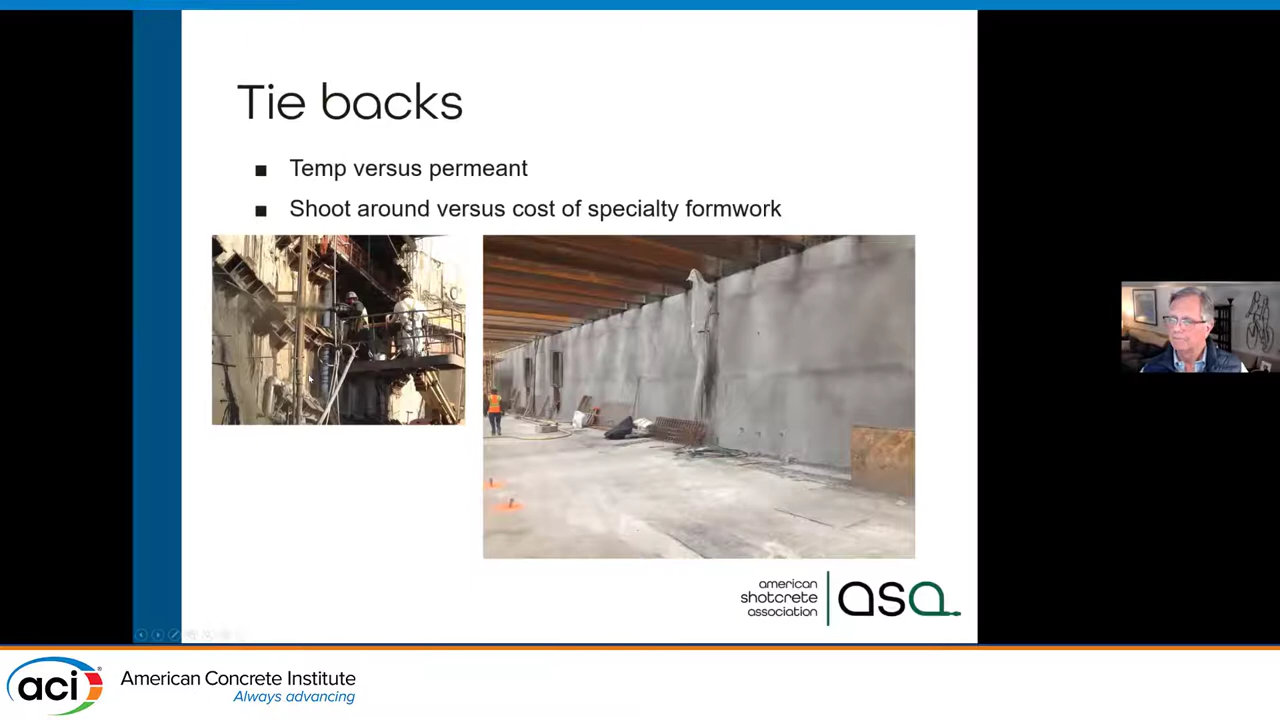 Tie backs
Temp versus permeant
Shoot around versus cost of specialty formwork
american
shotcrete
association
asa
aci
American Concrete Institute
Always advancing